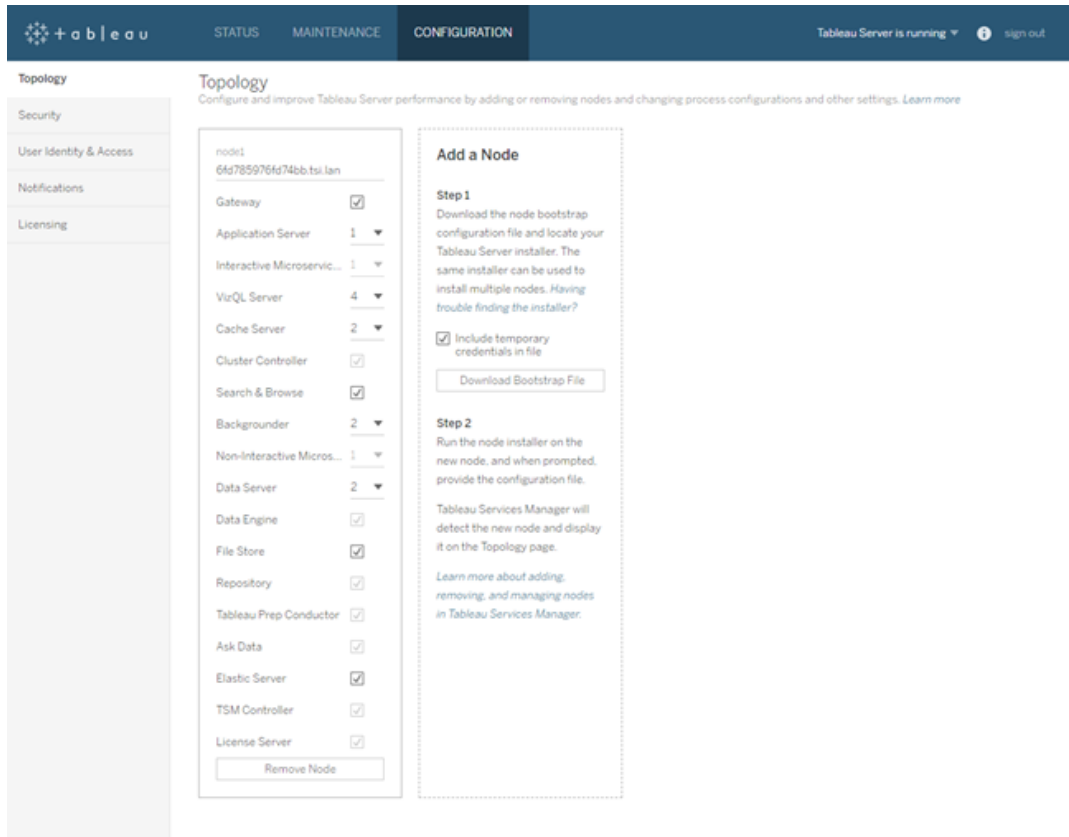 + a b | e a u
STATUS
MAINTENANCE
CONFIGURATION
Tableau Server is running
i
sign out
Topology
Security
User Identity & Access
Notifications
Licensing
Topology
Configure and improve Tableau Server performance by adding or removing nodes and changing process configurations and other settings. Learn more
node1
6fd785976fd74bb.tsi.lan
Gateway
Application Server 1
Interactive Microservic... 1
VizQL Server 4
Cache Server 2
Cluster Controller
Search & Browse
Backgrounder 2
Non-Interactive Micros... 1
Data Server 2
Data Engine
File Store
Repository
Tableau Prep Conductor
Ask Data
Elastic Server
TSM Controller
License Server
Remove Node
Add a Node
Step 1
Download the node bootstrap
configuration file and locate your
Tableau Server installer. The
same installer can be used to
install multiple nodes. Having
trouble finding the installer?
Include temporary
credentials in file
Download Bootstrap File
Step 2
Run the node installer on the
new node, and when prompted,
provide the configuration file.
Tableau Services Manager will
detect the new node and display
it on the Topology page.
Learn more about adding,
removing, and managing nodes
in Tableau Services Manager.